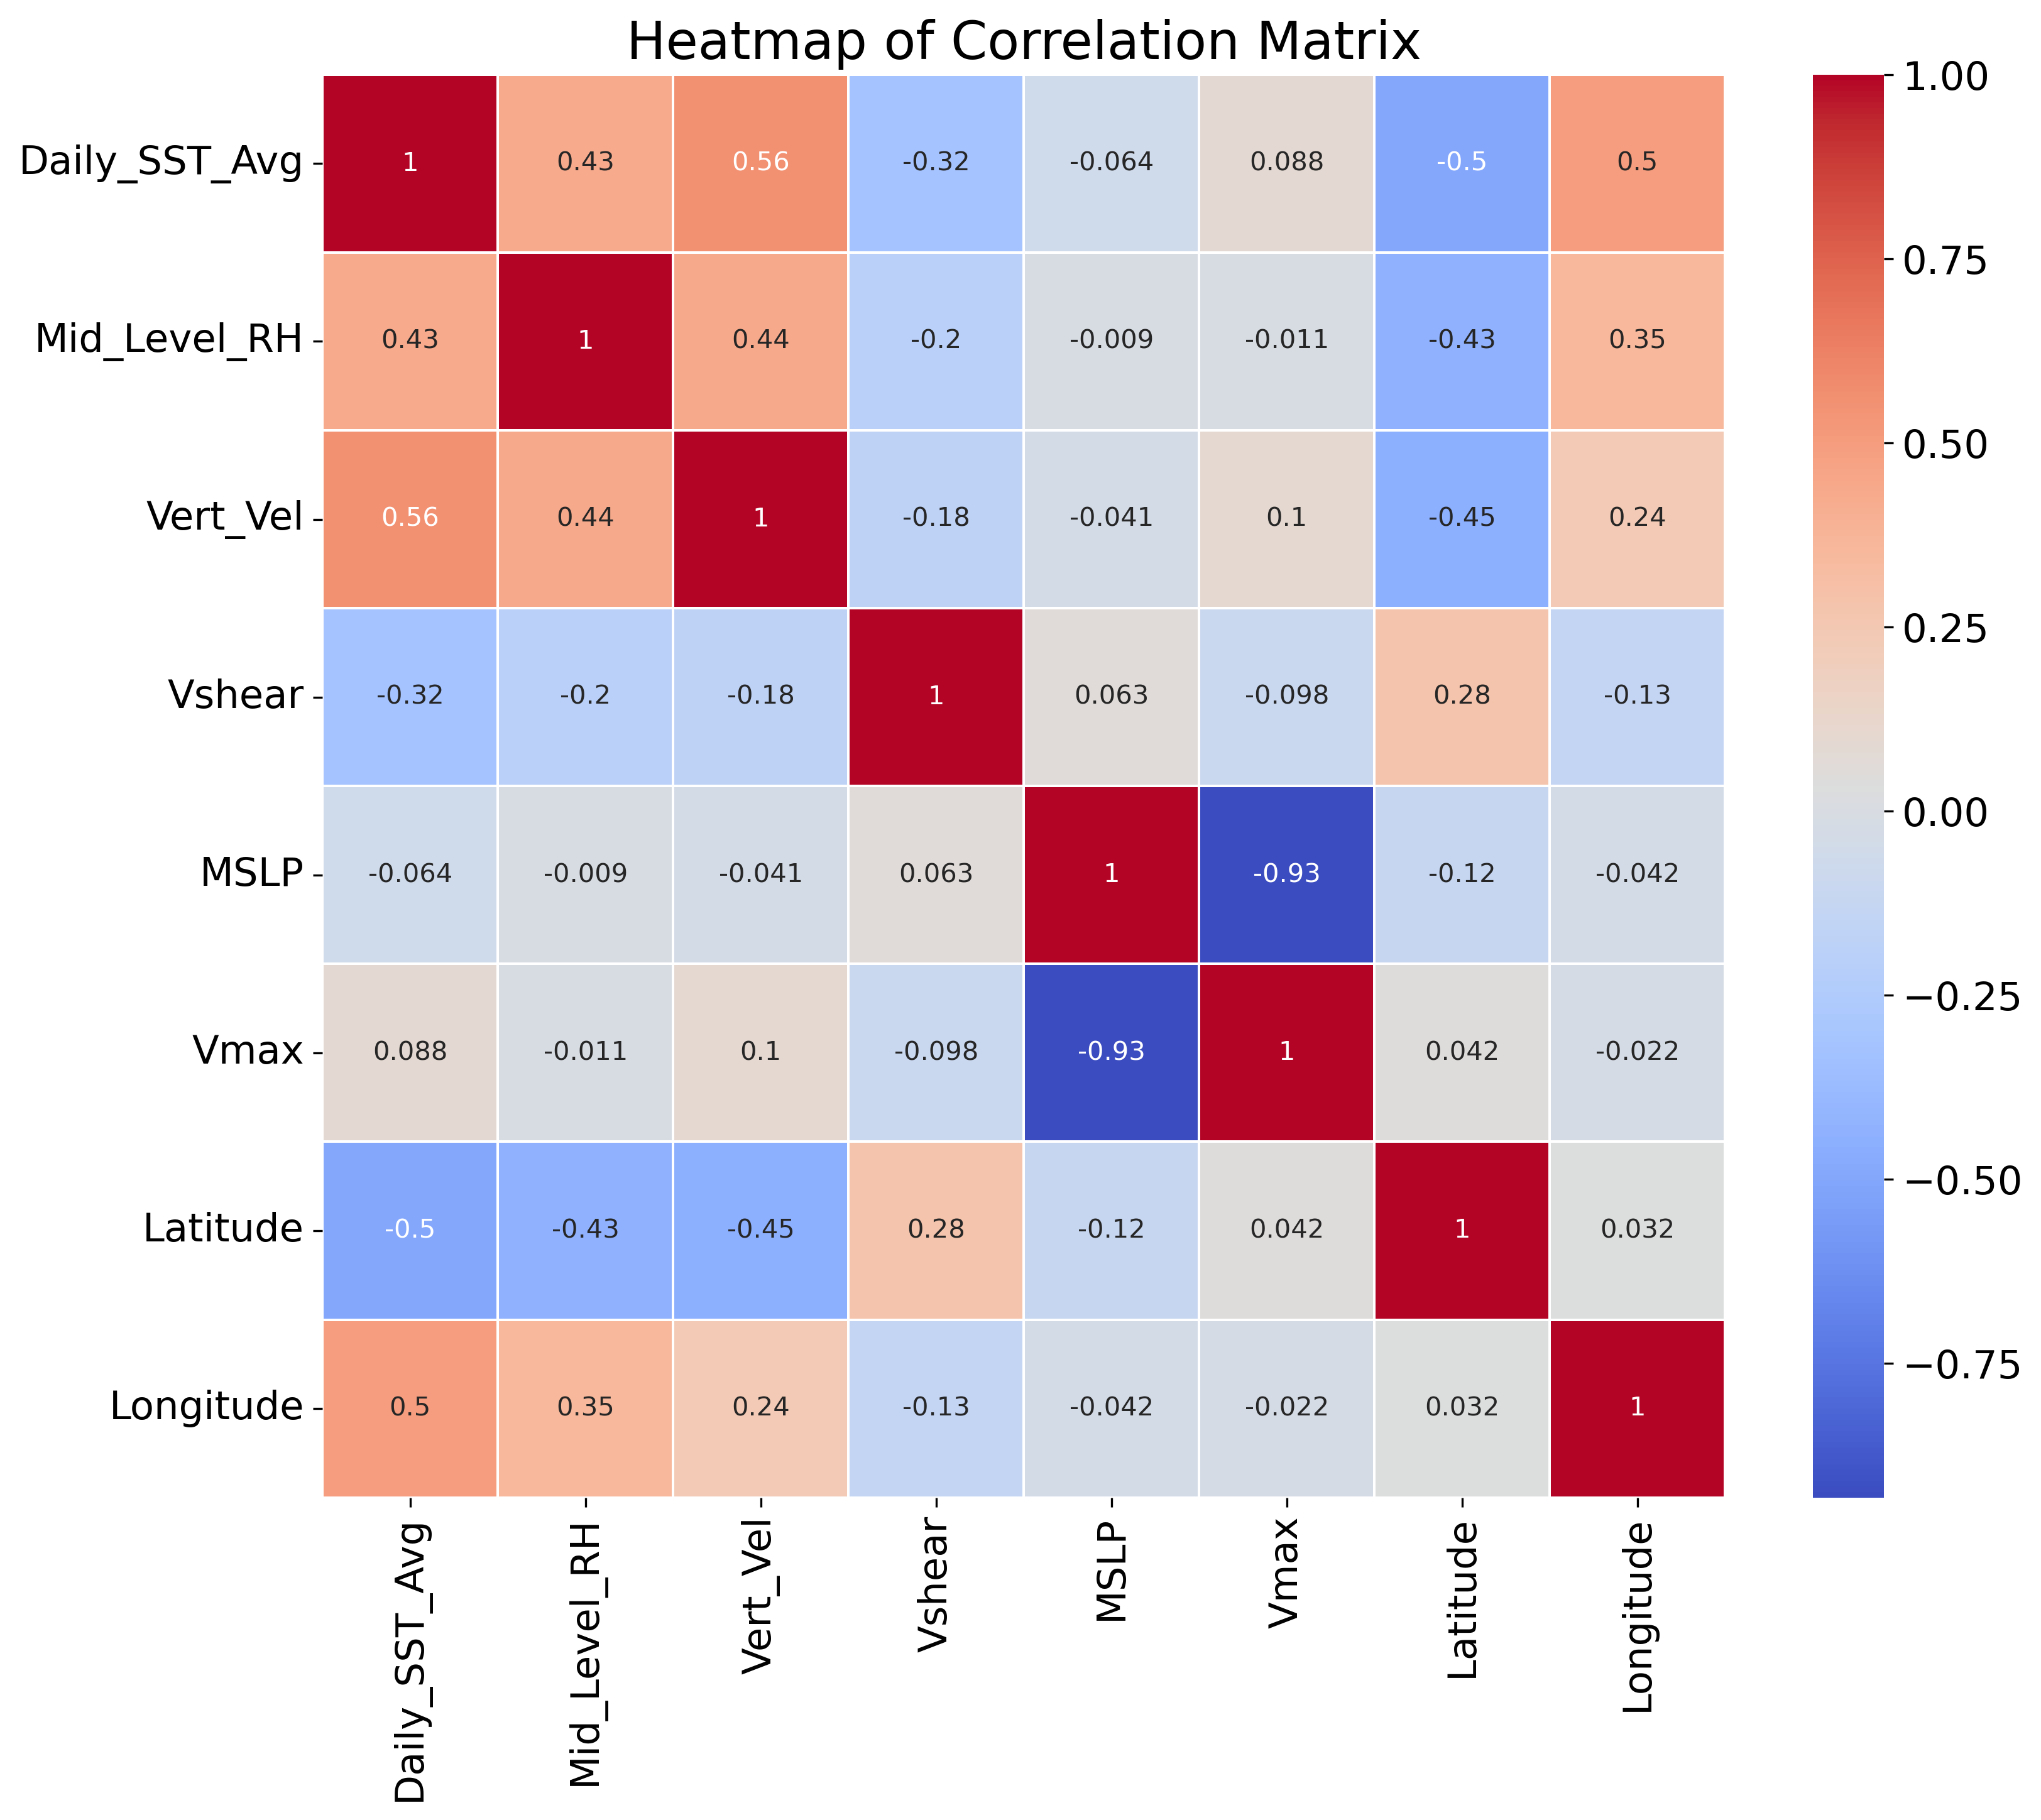 Heatmap of Correlation Matrix
Daily_SST_Avg 1 0.43 0.56 -0.32 -0.064 0.088 -0.5 0.5
Mid_Level_RH 0.43 1 0.44 -0.2 -0.009 -0.011 -0.43 0.35
Vert_Vel 0.56 0.44 1 -0.18 -0.041 0.1 -0.45 0.24
Vshear -0.32 -0.2 -0.18 1 0.063 -0.098 0.28 -0.13
MSLP -0.064 -0.009 -0.041 0.063 1 -0.93 -0.12 -0.042
Vmax 0.088 -0.011 0.1 -0.098 -0.93 1 0.042 -0.022
Latitude -0.5 -0.43 -0.45 0.28 -0.12 0.042 1 0.032
Longitude 0.5 0.35 0.24 -0.13 -0.042 -0.022 0.032 1
Daily_SST_Avg
Mid_Level_RH
Vert_Vel
Vshear
MSLP
Vmax
Latitude
Longitude
1.00
0.75
0.50
0.25
0.00
−0.25
−0.50
−0.75